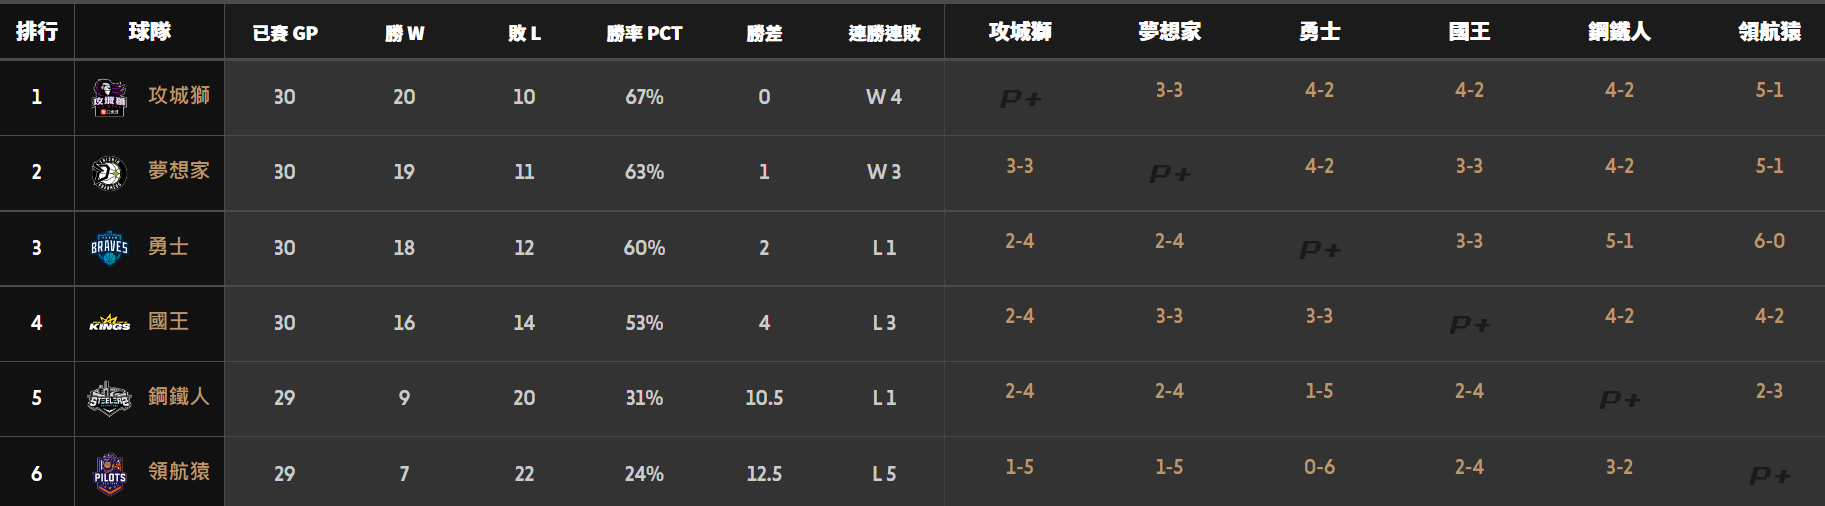 排行 球隊 已賽 GP 勝 W 敗 L 勝率 PCT 勝差 連勝連敗 攻城獅 夢想家 勇士 國王 鋼鐵人 領航猿
1 攻城獅 攻城獅 30 20 10 67% 0 W 4 P+ 3-3 4-2 4-2 4-2 5-1
2 夢想家 30 19 11 63% 1 W 3 3-3 P+ 4-2 3-3 4-2 5-1
3 BRAVES 勇士 30 18 12 60% 2 L 1 2-4 2-4 P+ 3-3 5-1 6-0
4 KINGS 國王 30 16 14 53% 4 L 3 2-4 3-3 3-3 P+ 4-2 4-2
5 STEELERS 鋼鐵人 29 9 20 31% 10.5 L 1 2-4 2-4 1-5 2-4 P+ 2-3
6 PILOTS 領航猿 29 7 22 24% 12.5 L 5 1-5 1-5 0-6 2-4 3-2 P+